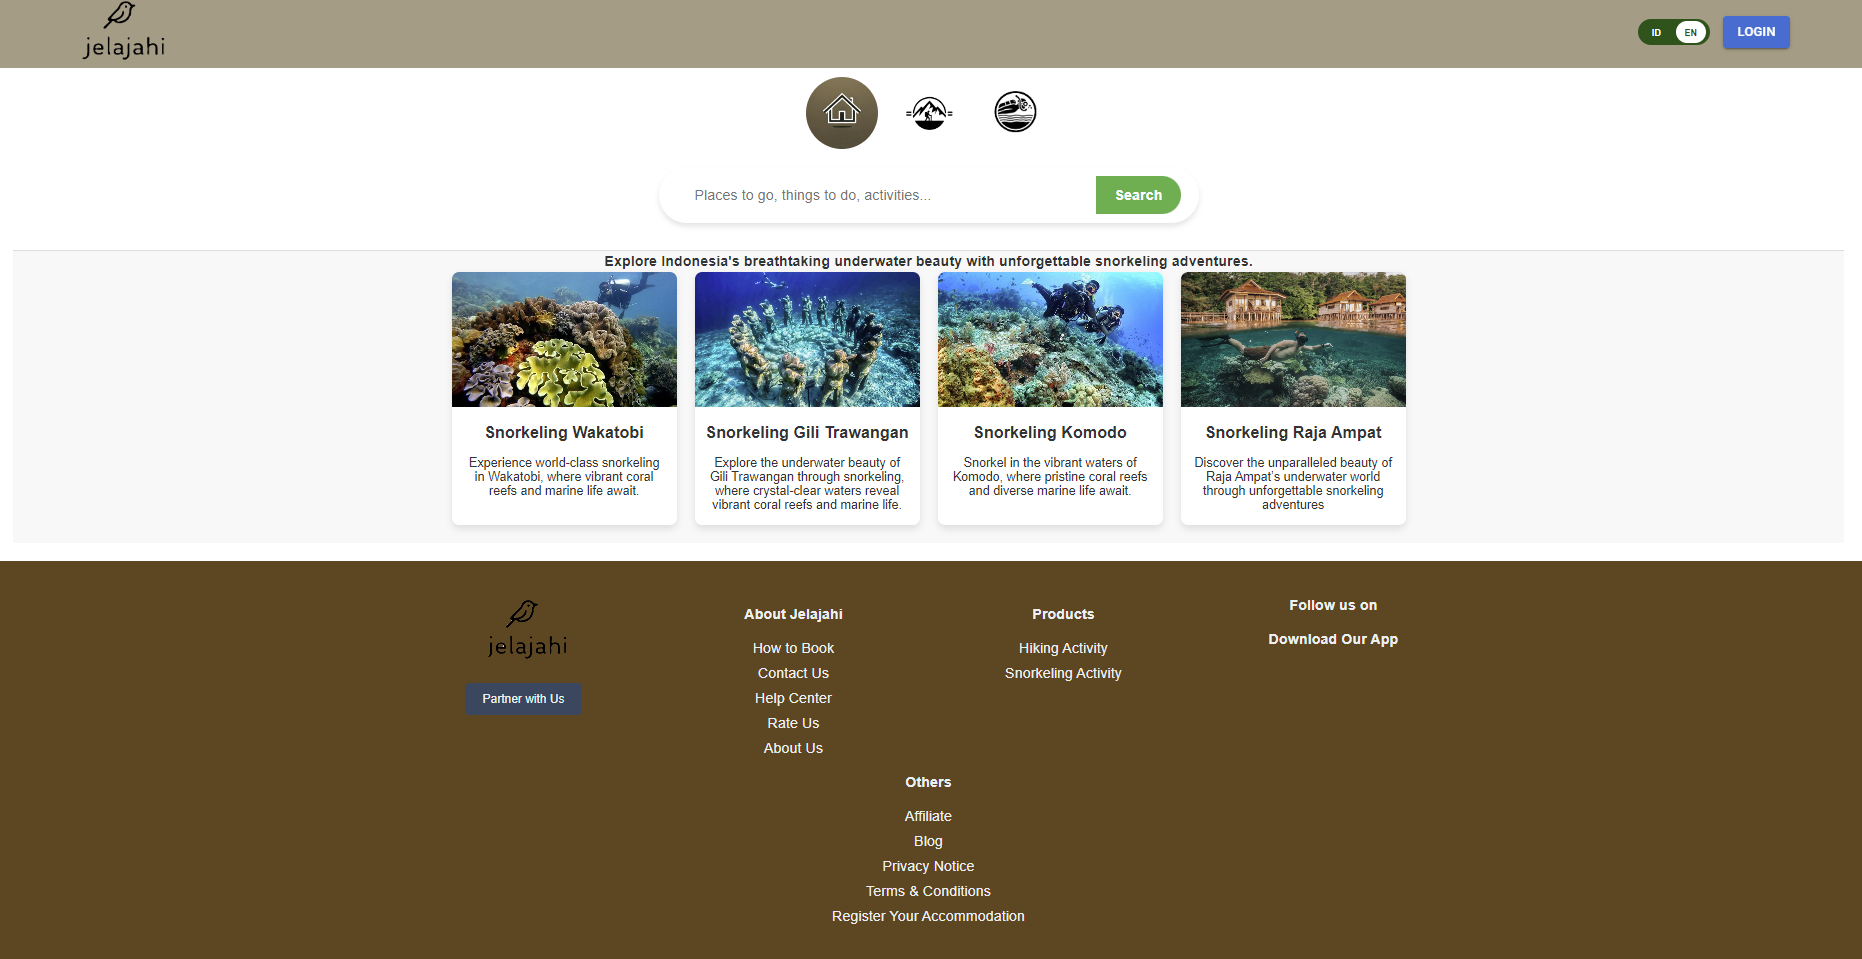 jelajahi
ID EN
LOGIN
Places to go, things to do, activities...
Search
Explore Indonesia's breathtaking underwater beauty with unforgettable snorkeling adventures.
Snorkeling Wakatobi
Experience world-class snorkeling
in Wakatobi, where vibrant coral
reefs and marine life await.
Snorkeling Gili Trawangan
Explore the underwater beauty of
Gili Trawangan through snorkeling,
where crystal-clear waters reveal
vibrant coral reefs and marine life.
Snorkeling Komodo
Snorkel in the vibrant waters of
Komodo, where pristine coral reefs
and diverse marine life await.
Snorkeling Raja Ampat
Discover the unparalleled beauty of
Raja Ampat's underwater world
through unforgettable snorkeling
adventures
jelajahi
Partner with Us
About Jelajahi
How to Book
Contact Us
Help Center
Rate Us
About Us
Products
Hiking Activity
Snorkeling Activity
Follow us on
Download Our App
Others
Affiliate
Blog
Privacy Notice
Terms & Conditions
Register Your Accommodation